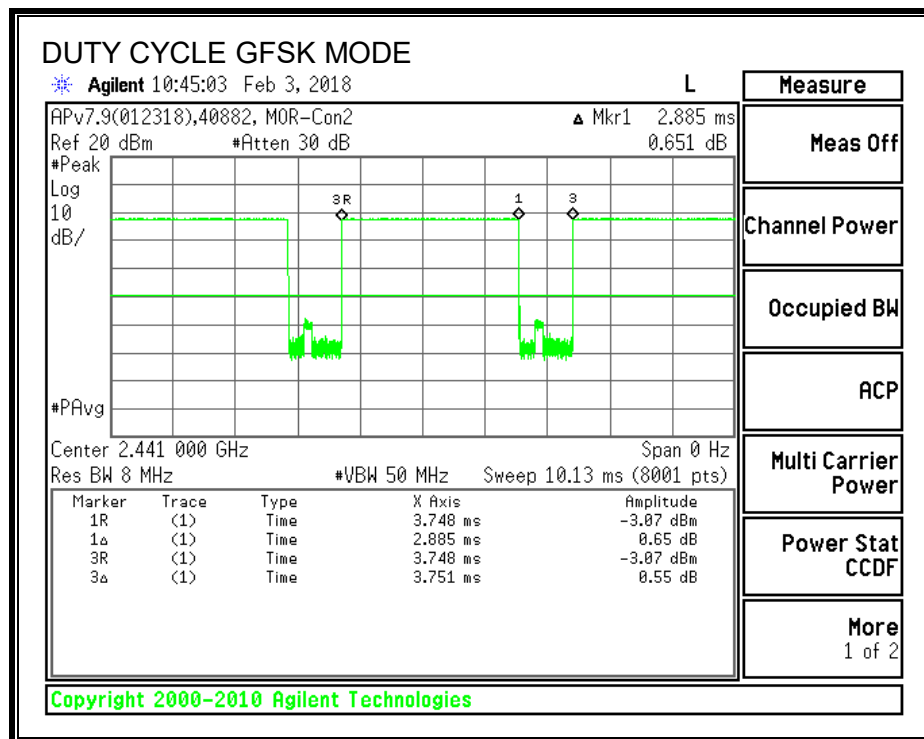 DUTY CYCLE GFSK MODE
Agilent 10:45:03 Feb 3, 2018 L
APv7.9(012318),40882, MOR-Con2 Δ Mkr1 2.885 ms
Ref 20 dBm #Atten 30 dB 0.651 dB
#Peak
Log
10
dB/
3R 1 3
#PAvg
Center 2.441 000 GHz Span 0 Hz
Res BW 8 MHz #VBW 50 MHz Sweep 10.13 ms (8001 pts)
Marker Trace Type X Axis Amplitude
1R (1) Time 3.748 ms -3.07 dBm
1Δ (1) Time 2.885 ms 0.65 dB
3R (1) Time 3.748 ms -3.07 dBm
3Δ (1) Time 3.751 ms 0.55 dB
Measure
Meas Off
Channel Power
Occupied BW
ACP
Multi Carrier
Power
Power Stat
CCDF
More
1 of 2
Copyright 2000-2010 Agilent Technologies